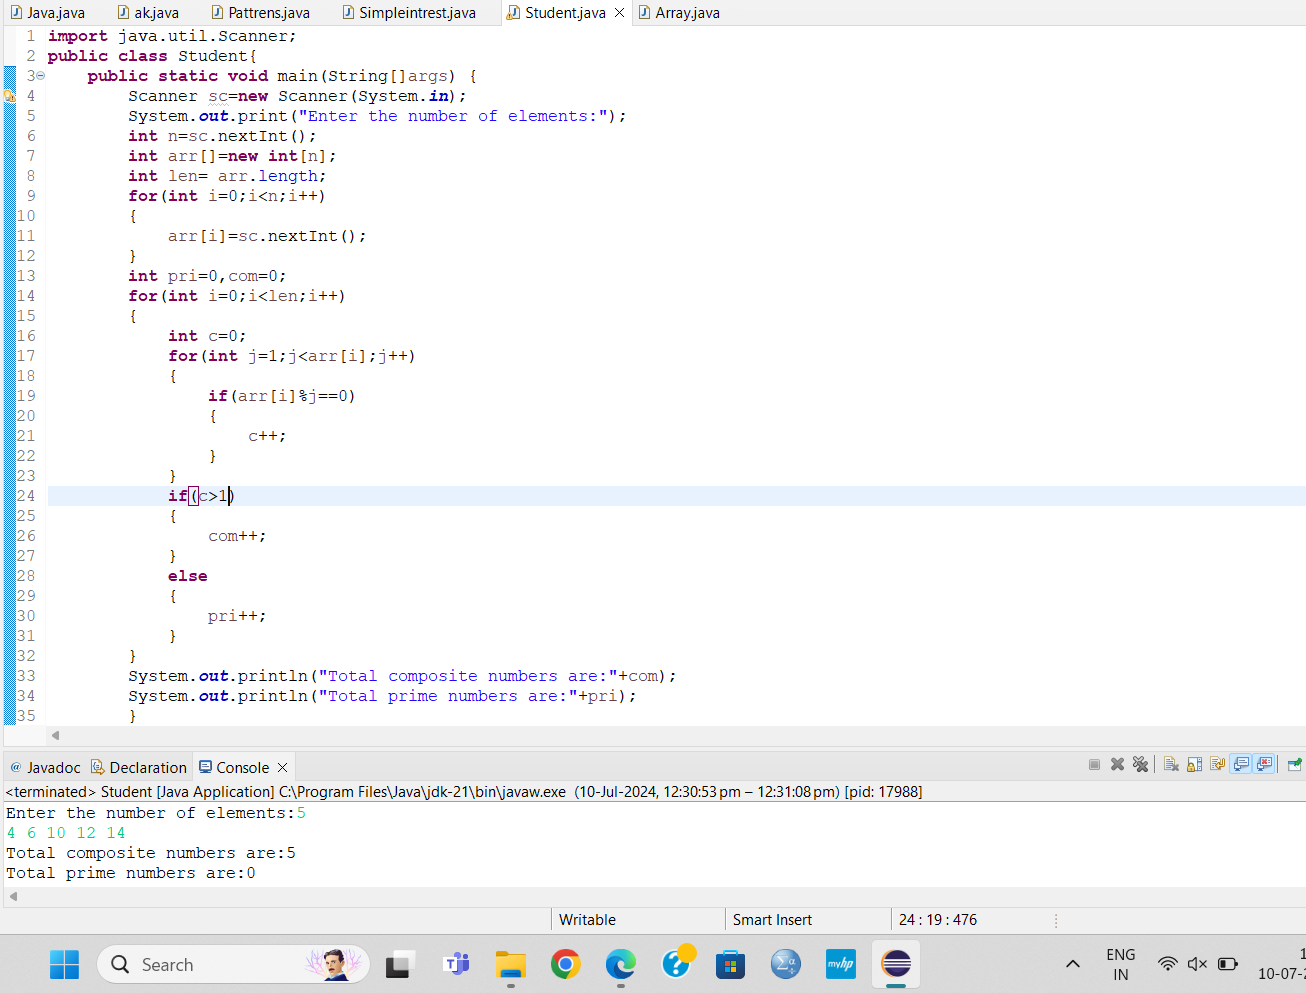 Java.java ak.java Pattrens.java Simpleintrest.java Student.java Array.java
1 import java.util.Scanner;
2 public class Student{
3 public static void main(String[]args) {
4 Scanner sc=new Scanner(System.in);
5 System.out.print("Enter the number of elements:");
6 int n=sc.nextInt();
7 int arr[]=new int[n];
8 int len= arr.length;
9 for(int i=0;i<n;i++)
10 {
11 arr[i]=sc.nextInt();
12 }
13 int pri=0,com=0;
14 for(int i=0;i<len;i++)
15 {
16 int c=0;
17 for(int j=1;j<arr[i];j++)
18 {
19 if(arr[i]%j==0)
20 {
21 c++;
22 }
23 }
24 if(c>1)
25 {
26 com++;
27 }
28 else
29 {
30 pri++;
31 }
32 }
33 System.out.println("Total composite numbers are:"+com);
34 System.out.println("Total prime numbers are:"+pri);
35 }
@ Javadoc Declaration Console
<terminated> Student [Java Application] C:\Program Files\Java\jdk-21\bin\javaw.exe (10-Jul-2024, 12:30:53 pm – 12:31:08 pm) [pid: 17988]
Enter the number of elements:5
4 6 10 12 14
Total composite numbers are:5
Total prime numbers are:0
Writable Smart Insert 24 : 19 : 476
Search
myhp
ENG
IN
10-07-